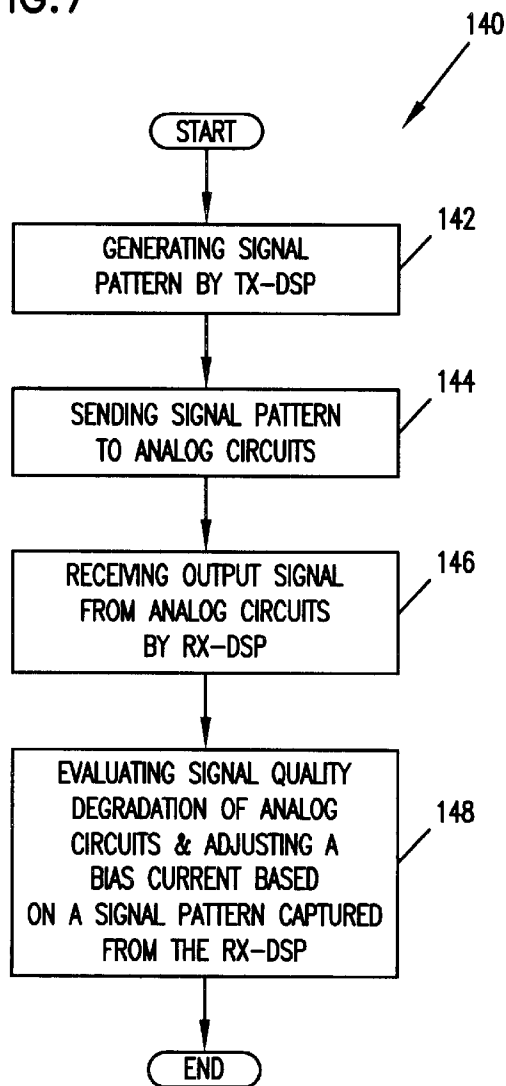 FIG.7
140
START
142
GENERATING SIGNAL
PATTERN BY TX-DSP
144
SENDING SIGNAL PATTERN
TO ANALOG CIRCUITS
146
RECEIVING OUTPUT SIGNAL
FROM ANALOG CIRCUITS
BY RX-DSP
EVALUATING SIGNAL QUALITY
DEGRADATION OF ANALOG
CIRCUITS & ADJUSTING A
148
BIAS CURRENT BASED
ON A SIGNAL PATTERN CAPTURED
FROM THE RX-DSP
END